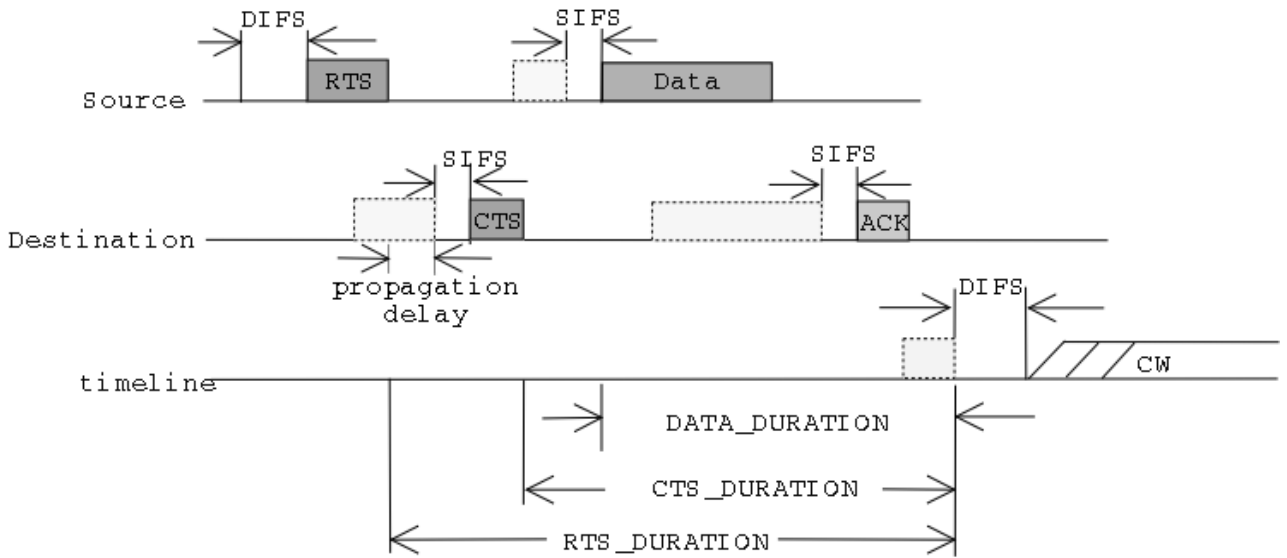 DIFS
SIFS
RTS
Data
Source
SIFS
SIFS
CTS
ACK
Destination
propagation
delay
DIFS
CW
timeline
DATA_DURATION
CTS_DURATION
RTS_DURATION